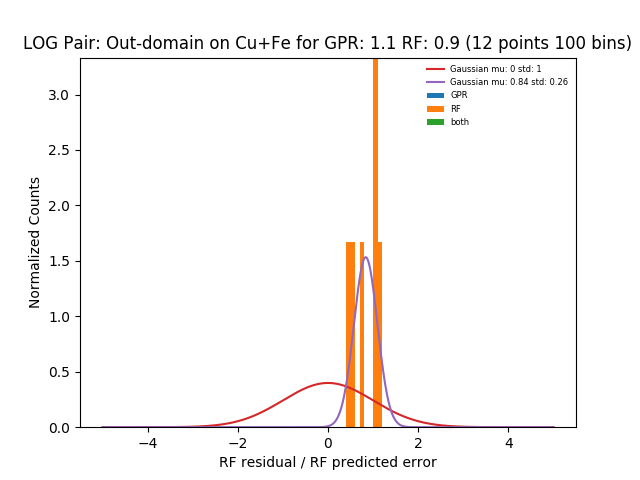 LOG Pair: Out-domain on Cu+Fe for GPR: 1.1 RF: 0.9 (12 points 100 bins)
Gaussian mu: 0 std: 1
Gaussian mu: 0.84 std: 0.26
GPR
RF
both
Normalized Counts
3.0
2.5
2.0
1.5
1.0
0.5
0.0
−4 −2 0 2 4
RF residual / RF predicted error